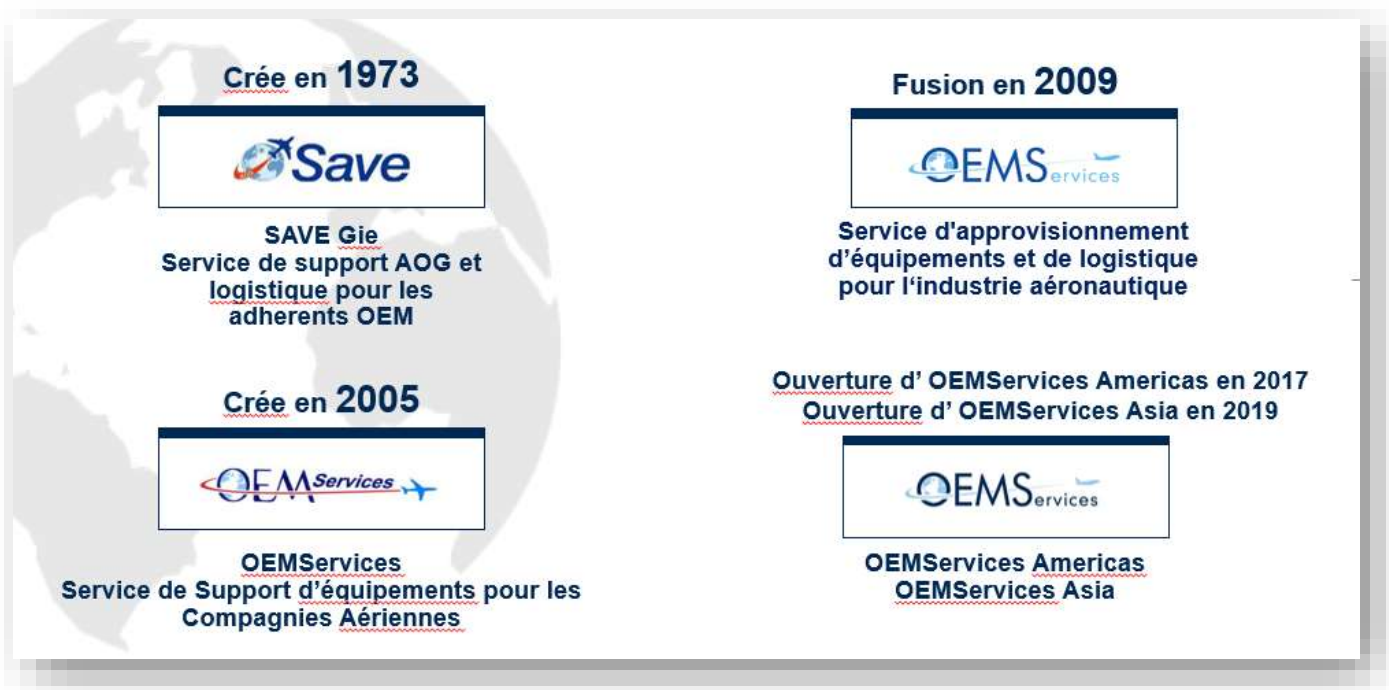 Crée en 1973
Save
SAVE Gie
Service de support AOG et
logistique pour les
adherents OEM
Crée en 2005
OEMServices
OEMServices
Service de Support d’équipements pour les
Compagnies Aériennes
Fusion en 2009
OEMServices
Service d'approvisionnement
d’équipements et de logistique
pour l‘industrie aéronautique
Ouverture d’ OEMServices Americas en 2017
Ouverture d’ OEMServices Asia en 2019
OEMServices
OEMServices Americas
OEMServices Asia